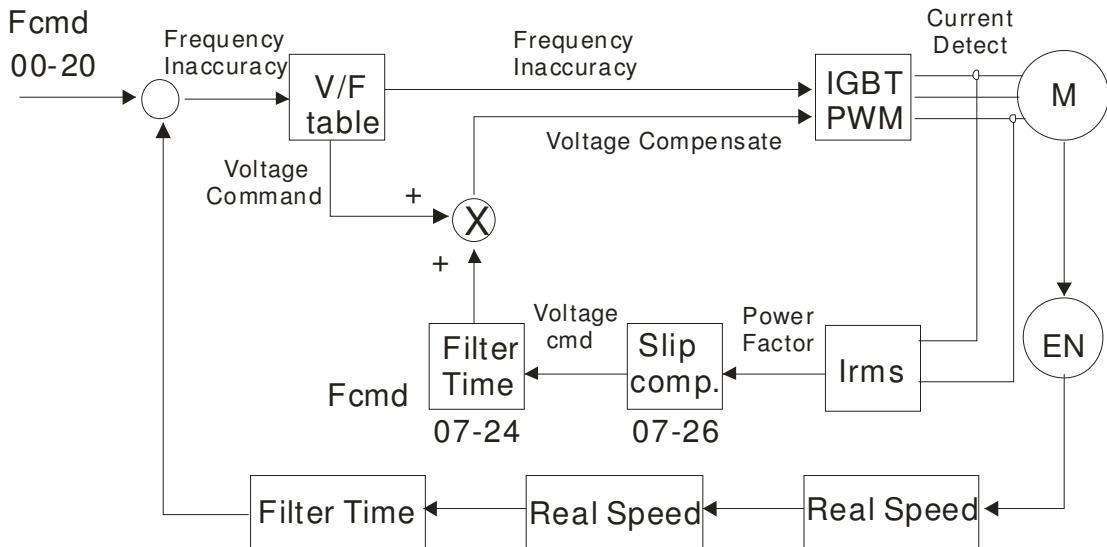 Fcmd
00-20
Frequency
Inaccuracy
V/F
table
Frequency
Inaccuracy
IGBT
PWM
Current
Detect
M
Voltage
Command
+
X
Voltage Compensate
+
Fcmd
Filter
Time
07-24
Voltage
cmd
Slip
comp.
07-26
Power
Factor
Irms
EN
Filter Time
Real Speed
Real Speed